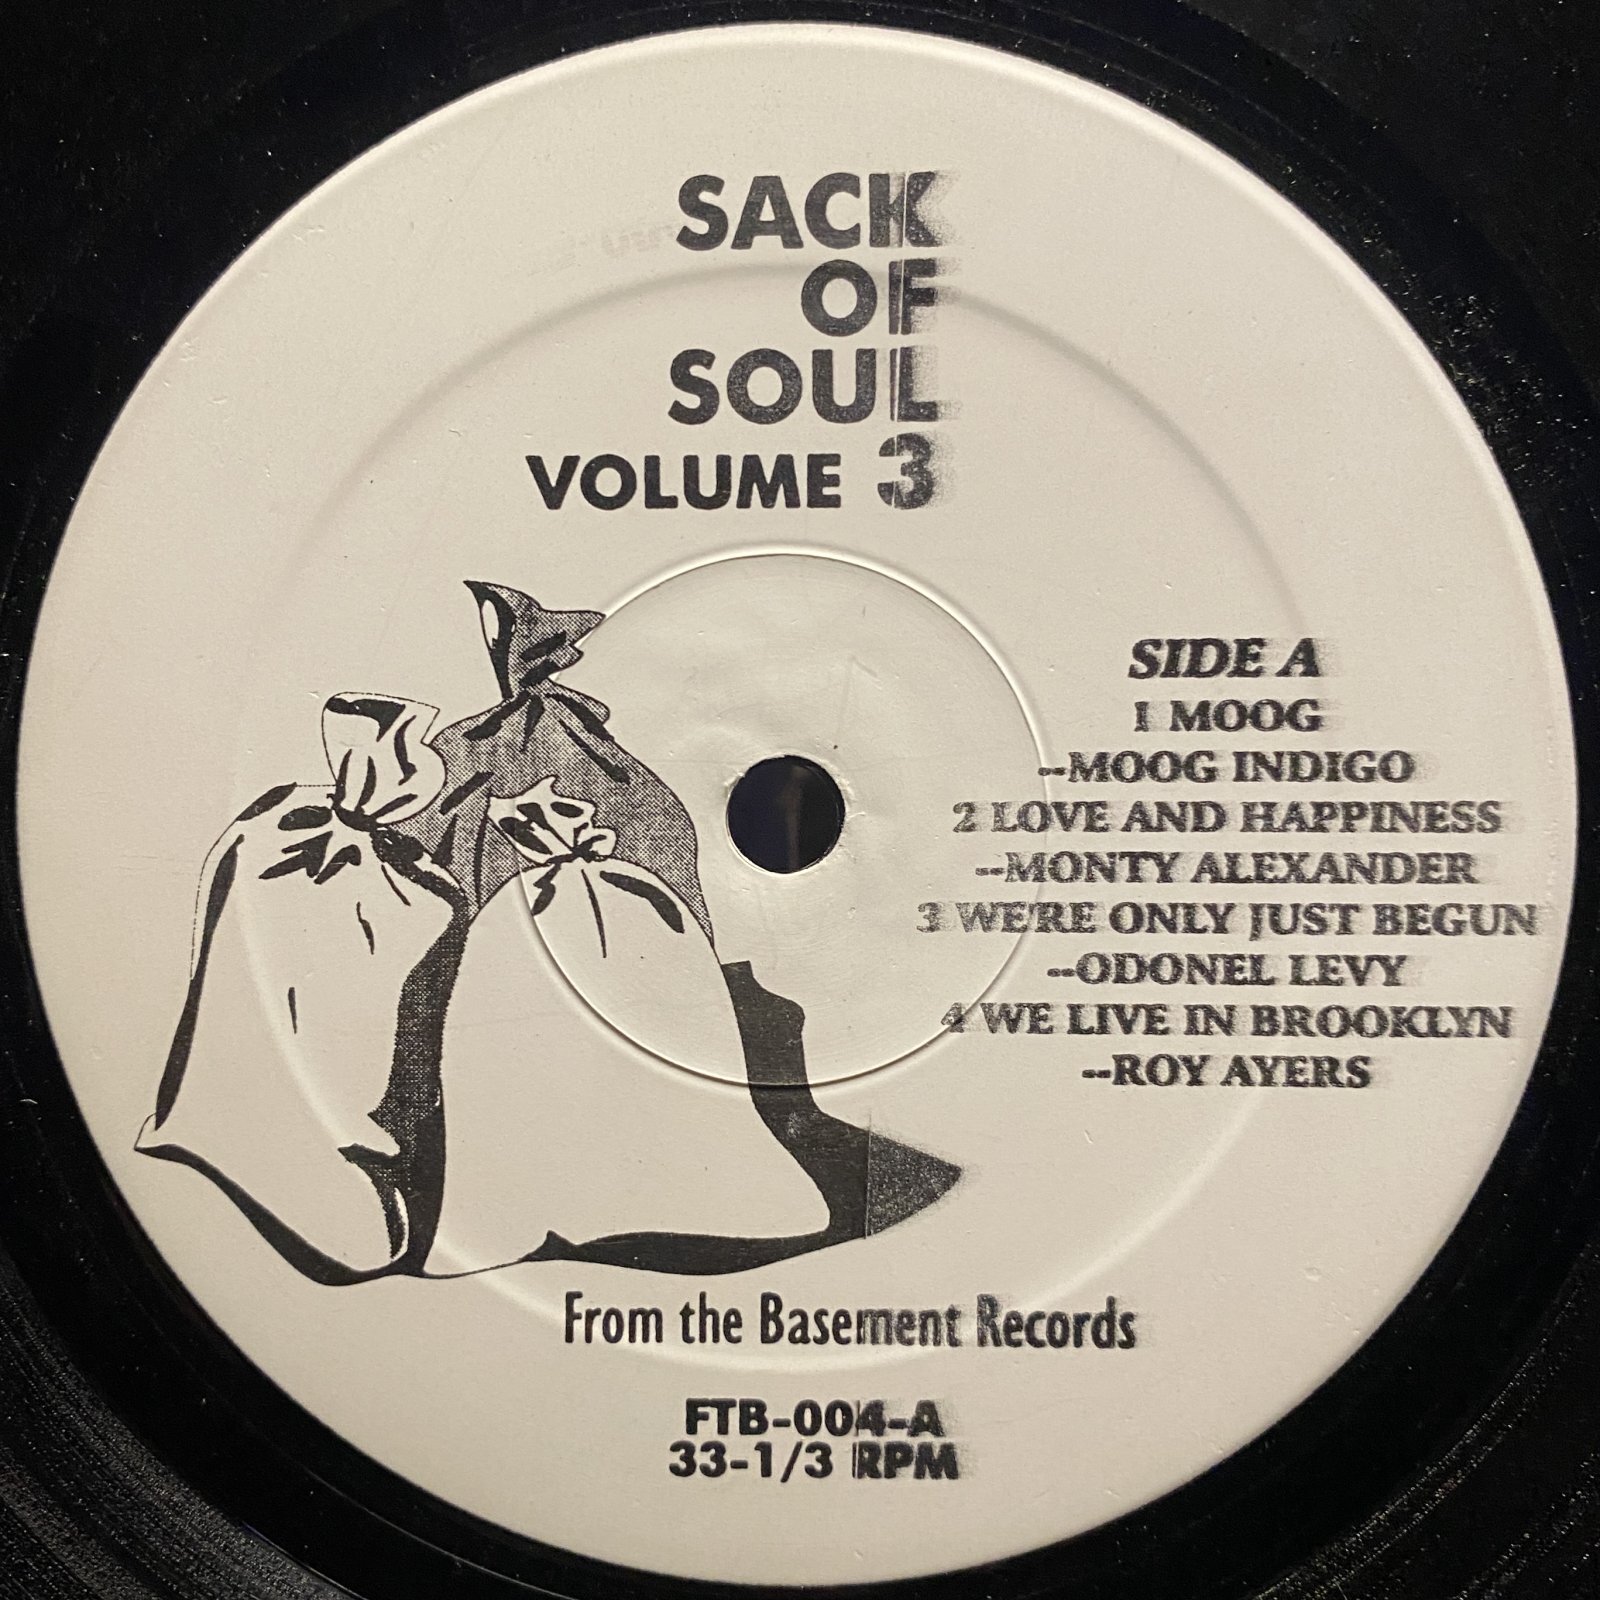 SACK
OF
SOUL
VOLUME 3
SIDE A
1 MOOG
--MOOG INDIGO
2 LOVE AND HAPPINESS
--MONTY ALEXANDER
3 WE'RE ONLY JUST BEGUN
--ODONEL LEVY
4 WE LIVE IN BROOKLYN
--ROY AYERS
From the Basement Records
FTB-004-A
33-1/3 RPM